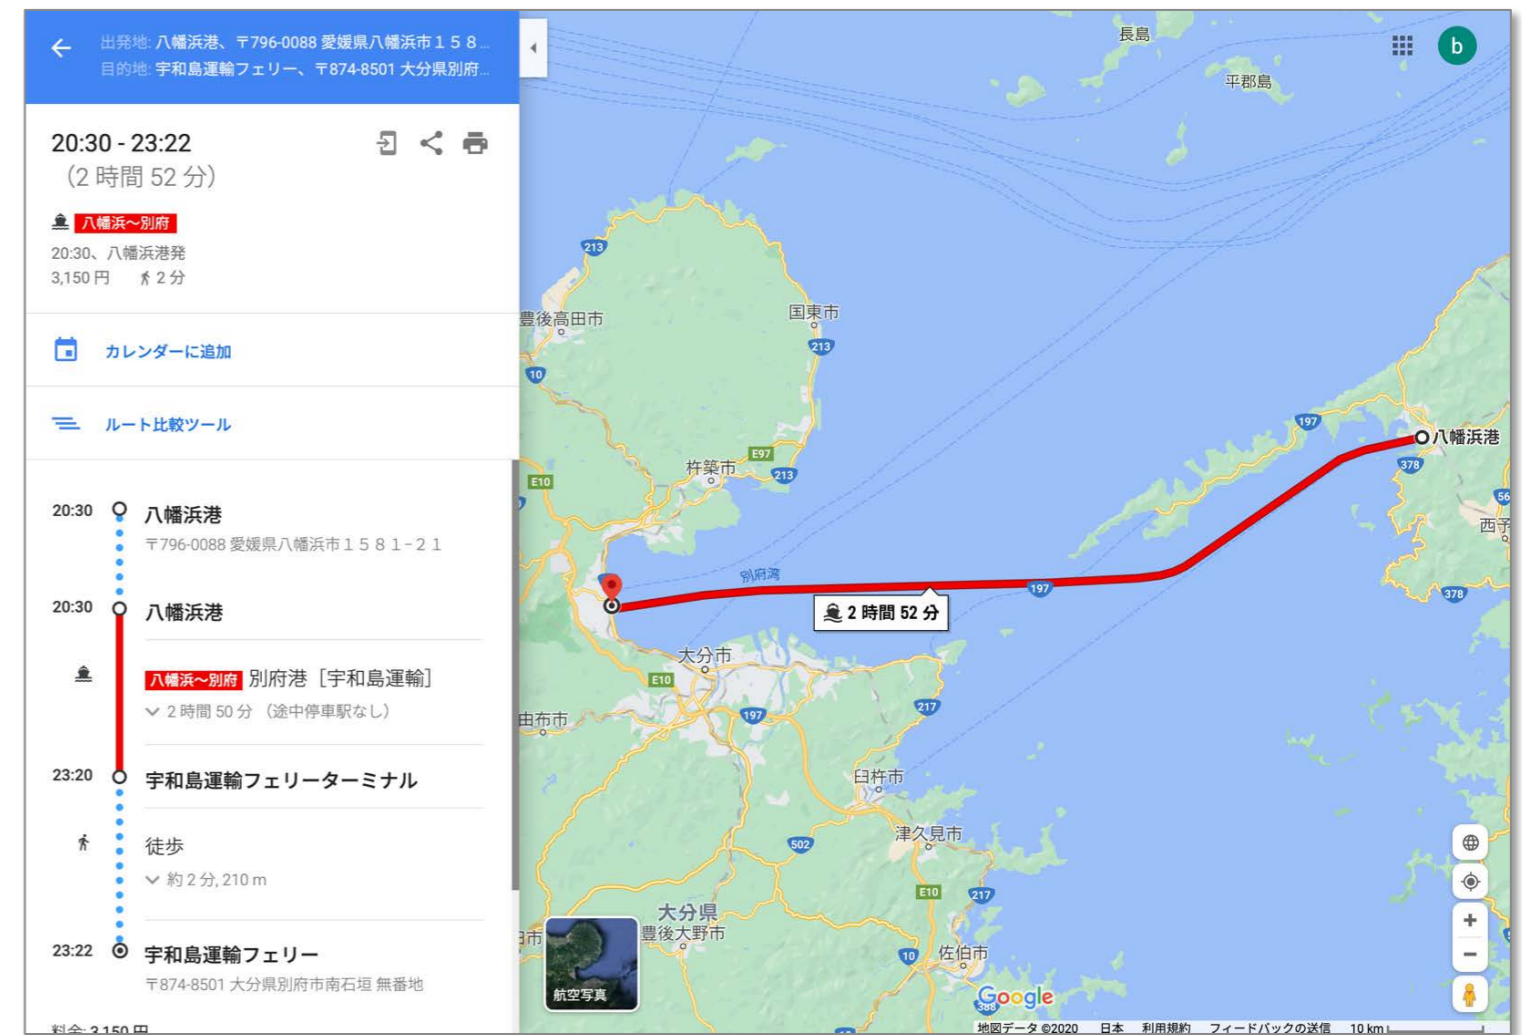 出発地: 八幡浜港、〒796-0088 愛媛県八幡浜市１５８...
目的地: 宇和島運輸フェリー、〒874-8501 大分県別府...
20:30 - 23:22
（2 時間 52 分）
八幡浜～別府
20:30、八幡浜港発
3,150 円 2 分
カレンダーに追加
ルート比較ツール
20:30 八幡浜港
〒796-0088 愛媛県八幡浜市１５８１−２１
20:30 八幡浜港
八幡浜～別府 別府港［宇和島運輸］
2 時間 50 分 （途中停車駅なし）
23:20 宇和島運輸フェリーターミナル
徒歩
約 2 分, 210 m
23:22 宇和島運輸フェリー
〒874-8501 大分県別府市南石垣 無番地
料金: 3,150 円
長島
b
平郡島
213
国東市
豊後高田市
213
10
197
八幡浜港
E97
378
杵築市
213
E10
56
西予
別府湾
197
378
2 時間 52 分
大分市
E10
197
217
由布市
臼杵市
津久見市
502
E10
217
大分県
豊後大野市
市
10
佐伯市
航空写真
Google
388
地図データ ©2020 日本 利用規約 フィードバックの送信 10 km